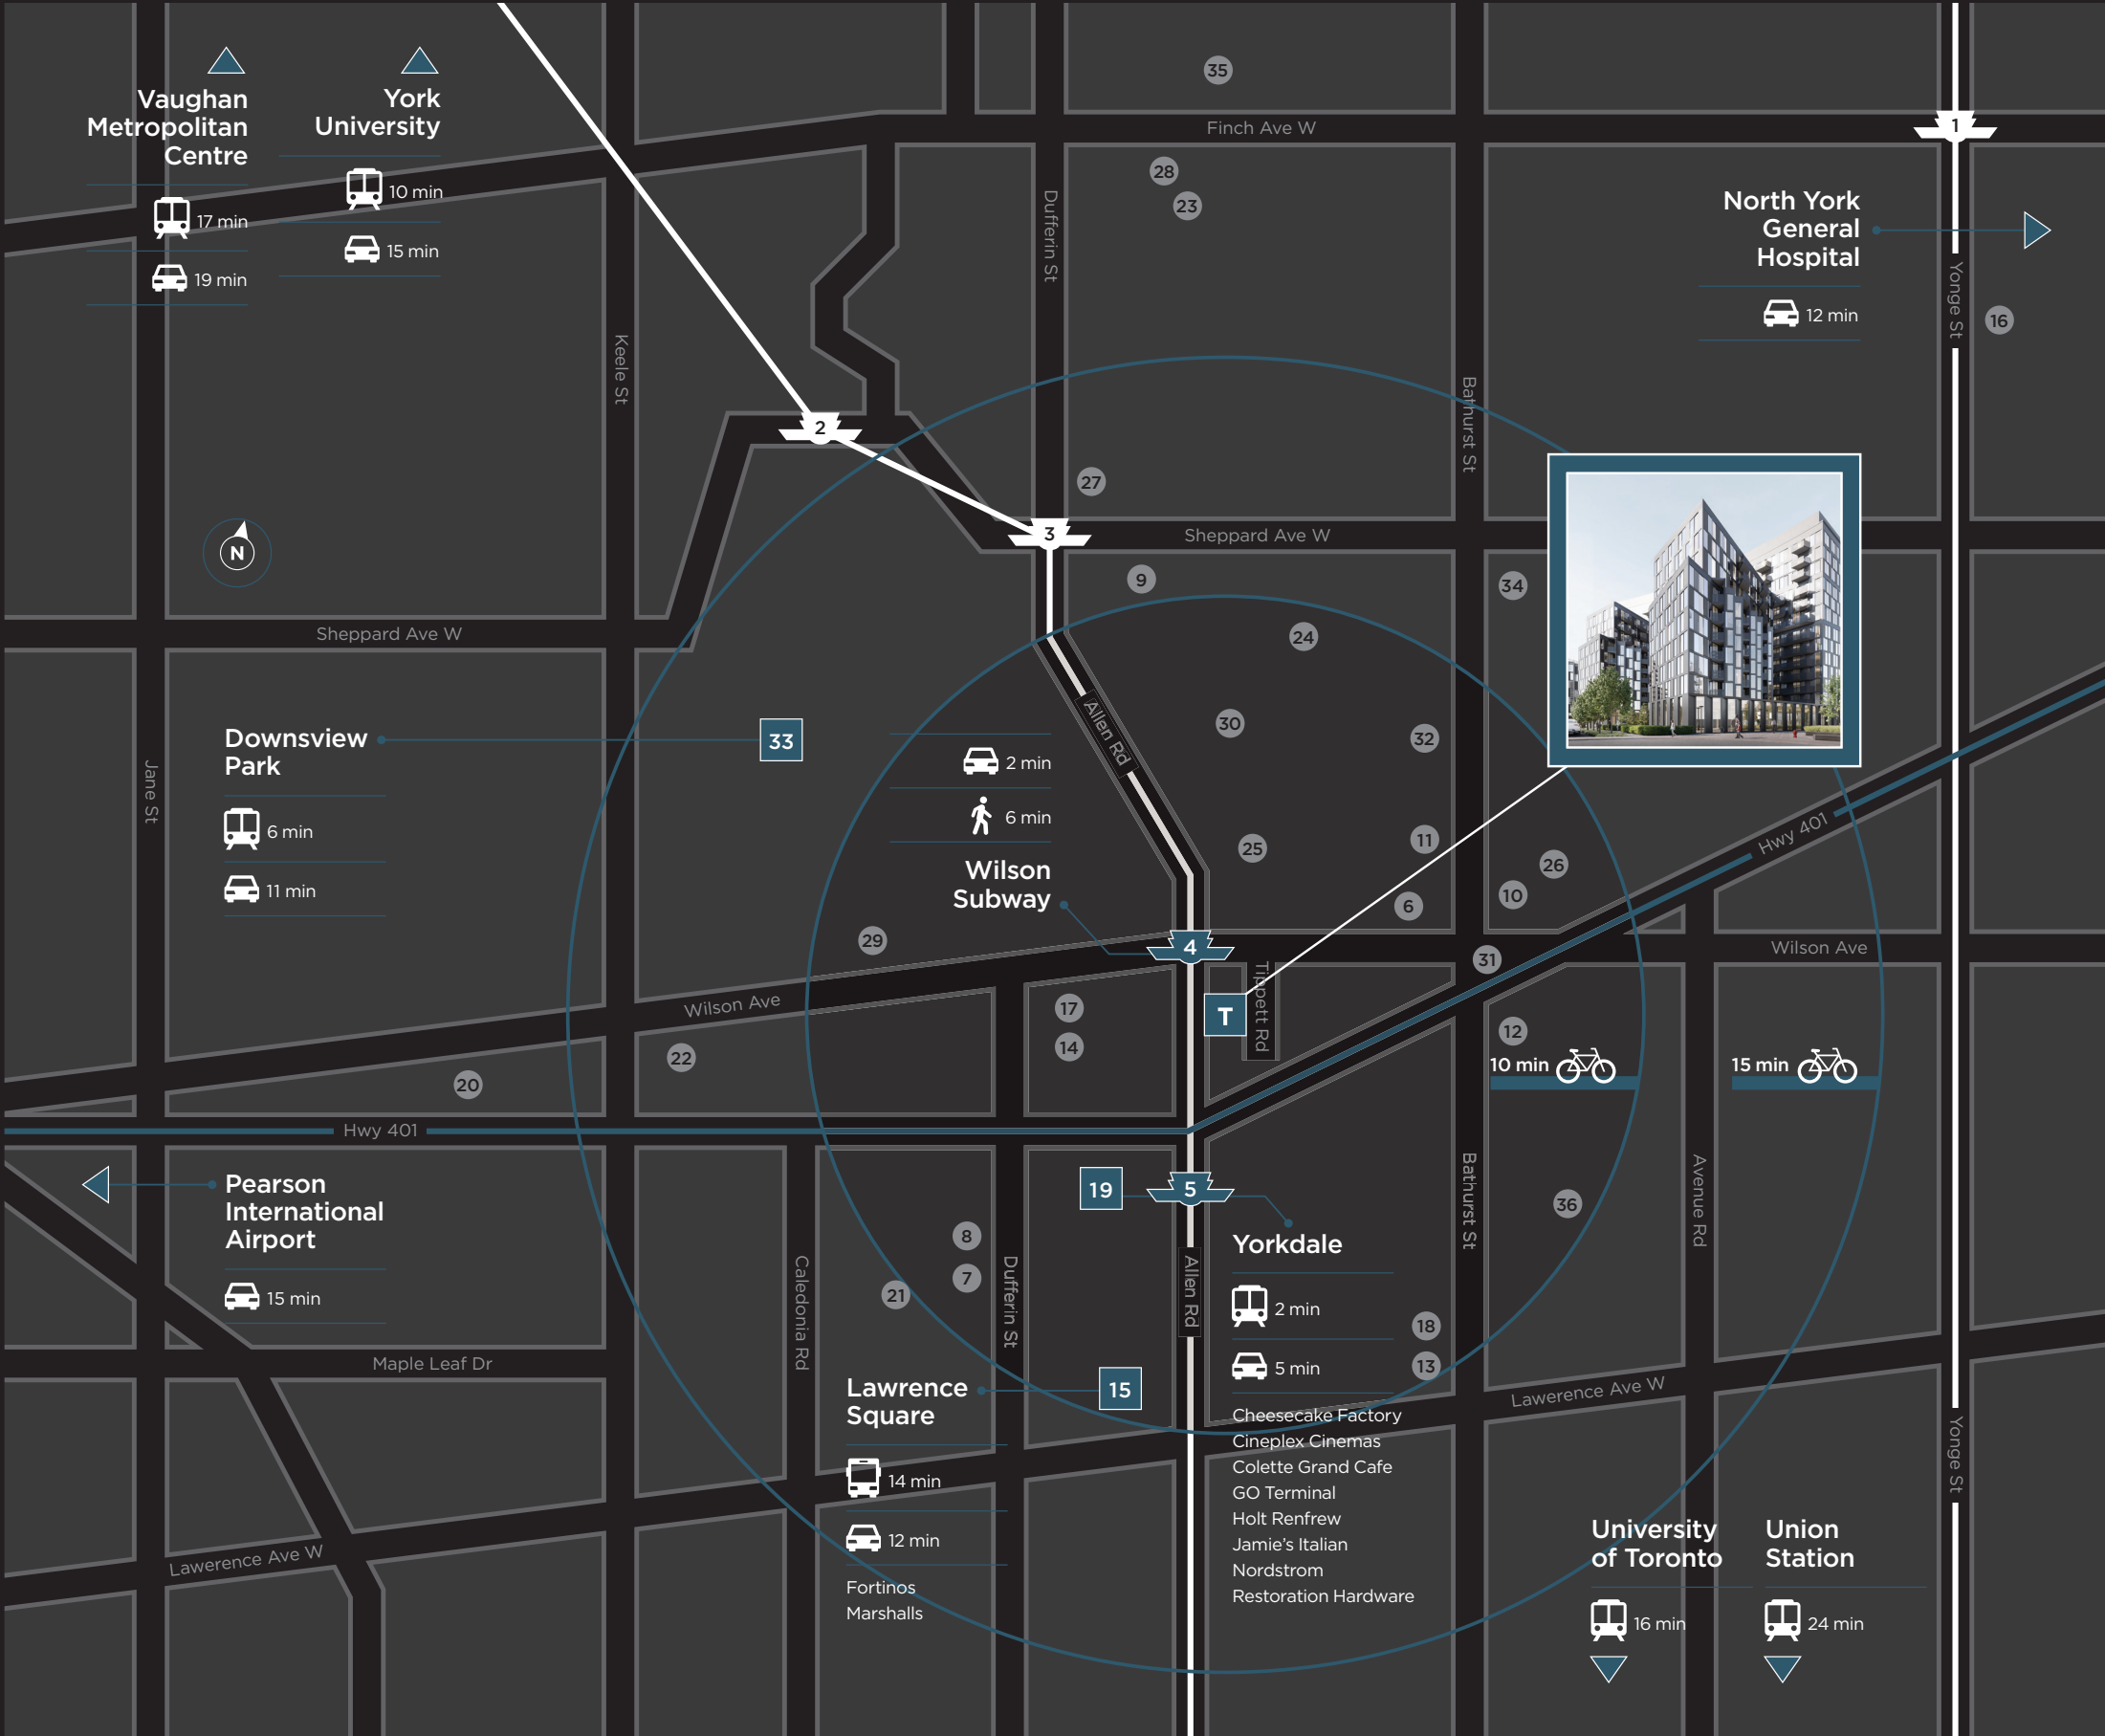 35
Finch Ave W
1
Vaughan
Metropolitan
Centre
17 min
19 min
York
University
10 min
15 min
28
23
Dufferin St
North York
General
Hospital
12 min
Yonge St
16
Keele St
Bathurst St
2
27
3
Sheppard Ave W
N
9
34
24
Sheppard Ave W
Downsview
Park
6 min
11 min
33
Jane St
Allen Rd
30
32
2 min
6 min
Wilson
Subway
25
11
26
10
6
Hwy 401
29
4
31
Wilson Ave
Wilson Ave
17
14
T
Tippett Rd
12
10 min
15 min
22
20
Hwy 401
Pearson
International
Airport
15 min
19
5
36
Bathurst St
Avenue Rd
8
7
21
Caledonia Rd
Dufferin St
Allen Rd
Yorkdale
2 min
5 min
Cheesecake Factory
Cineplex Cinemas
Colette Grand Cafe
GO Terminal
Holt Renfrew
Jamie's Italian
Nordstrom
Restoration Hardware
18
13
Maple Leaf Dr
Lawrence
Square
14 min
12 min
Fortinos
Marshalls
15
Lawerence Ave W
Lawerence Ave W
Yonge St
University
of Toronto
16 min
Union
Station
24 min